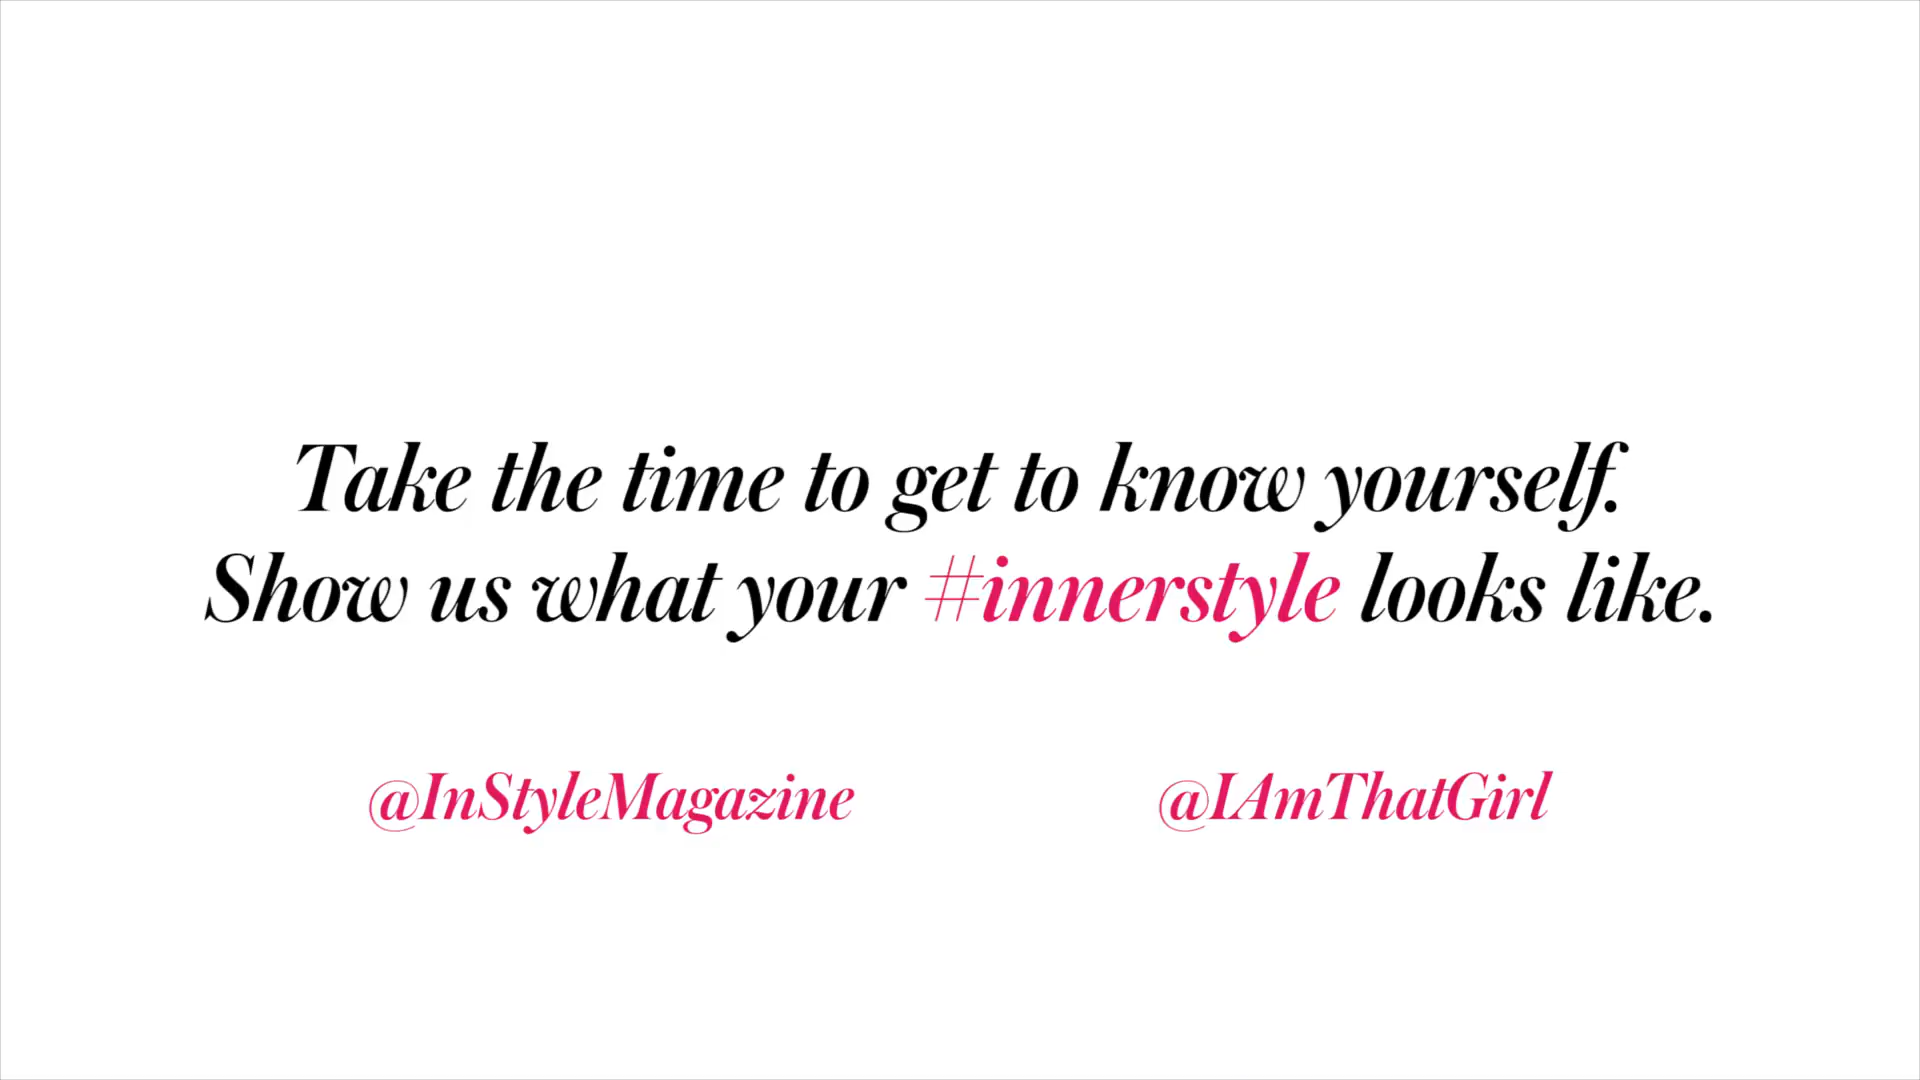 Take the time to get to know yourself.
Show us what your #innerstyle looks like.
@InStyleMagazine @IAmThatGirl